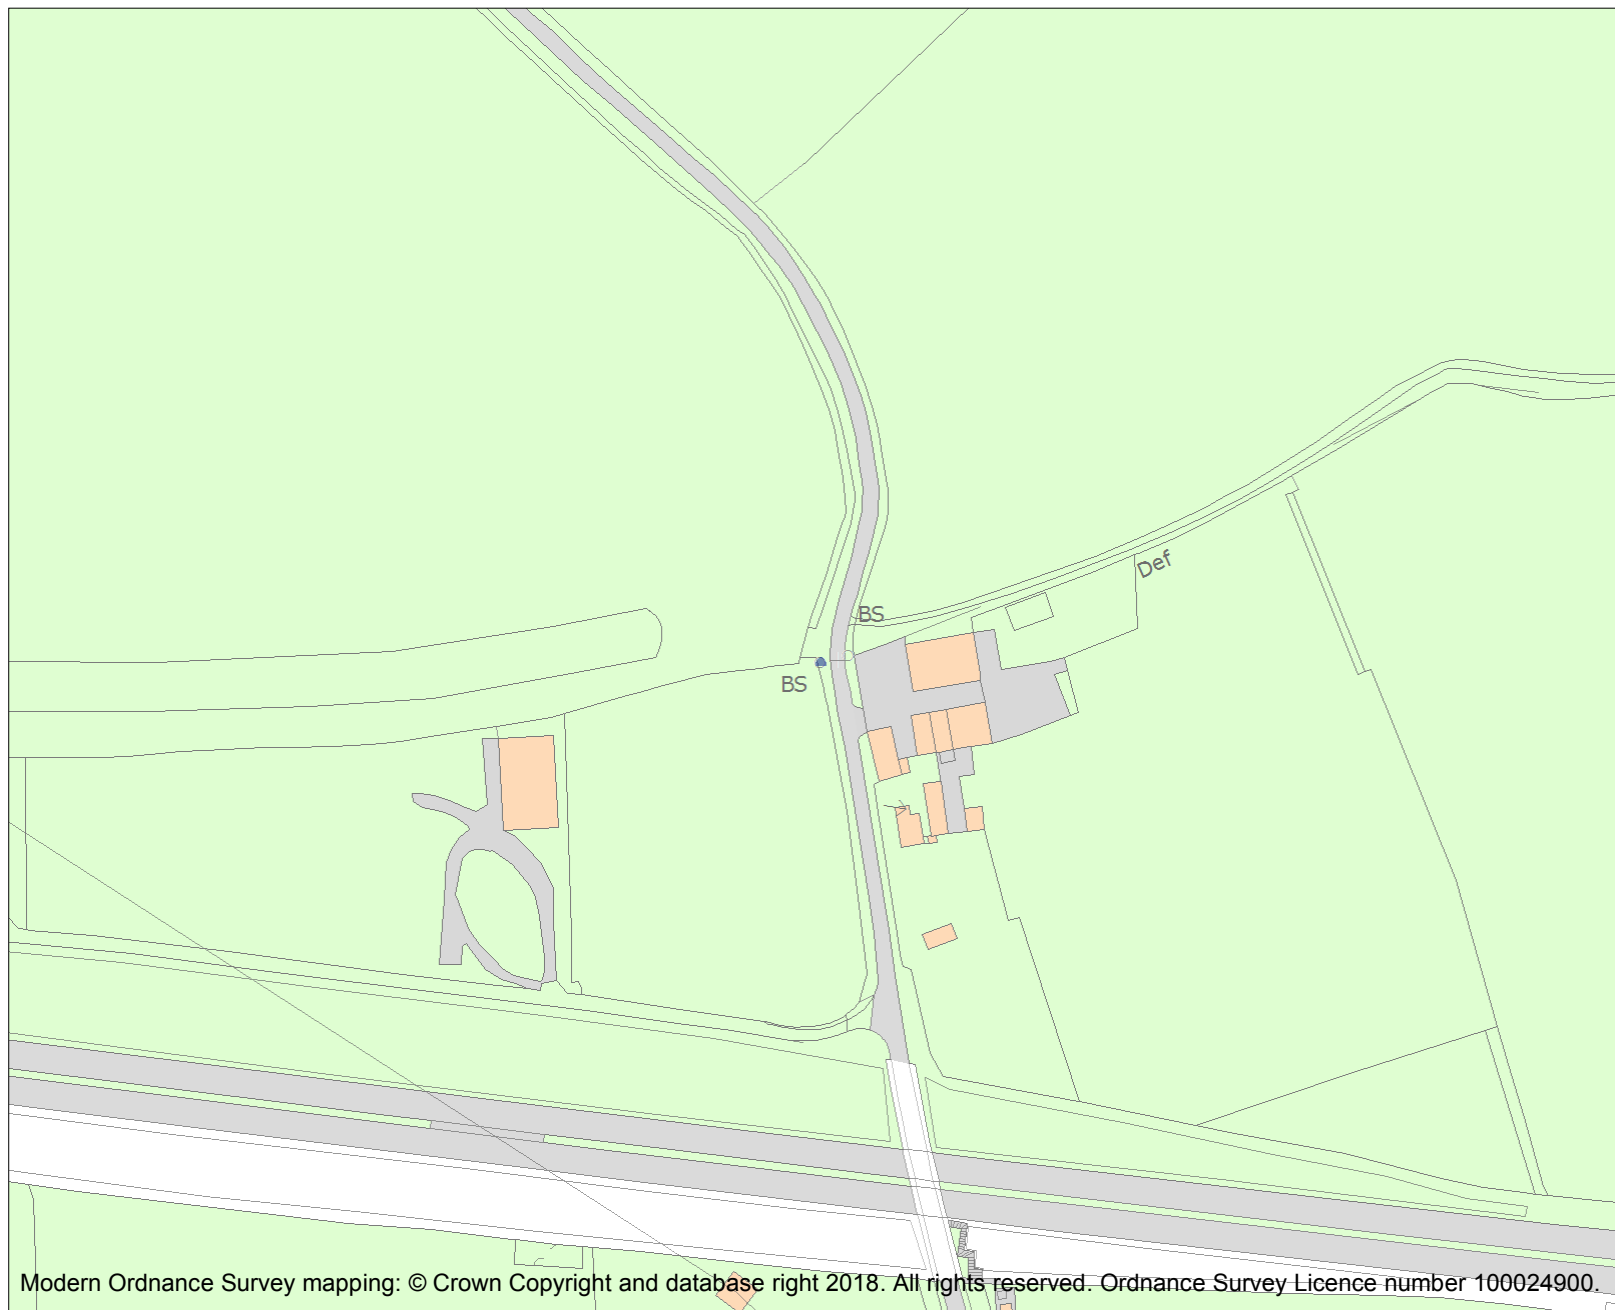 Def
BS
BS
Modern Ordnance Survey mapping: © Crown Copyright and database right 2018. All rights reserved. Ordnance Survey Licence number 100024900.